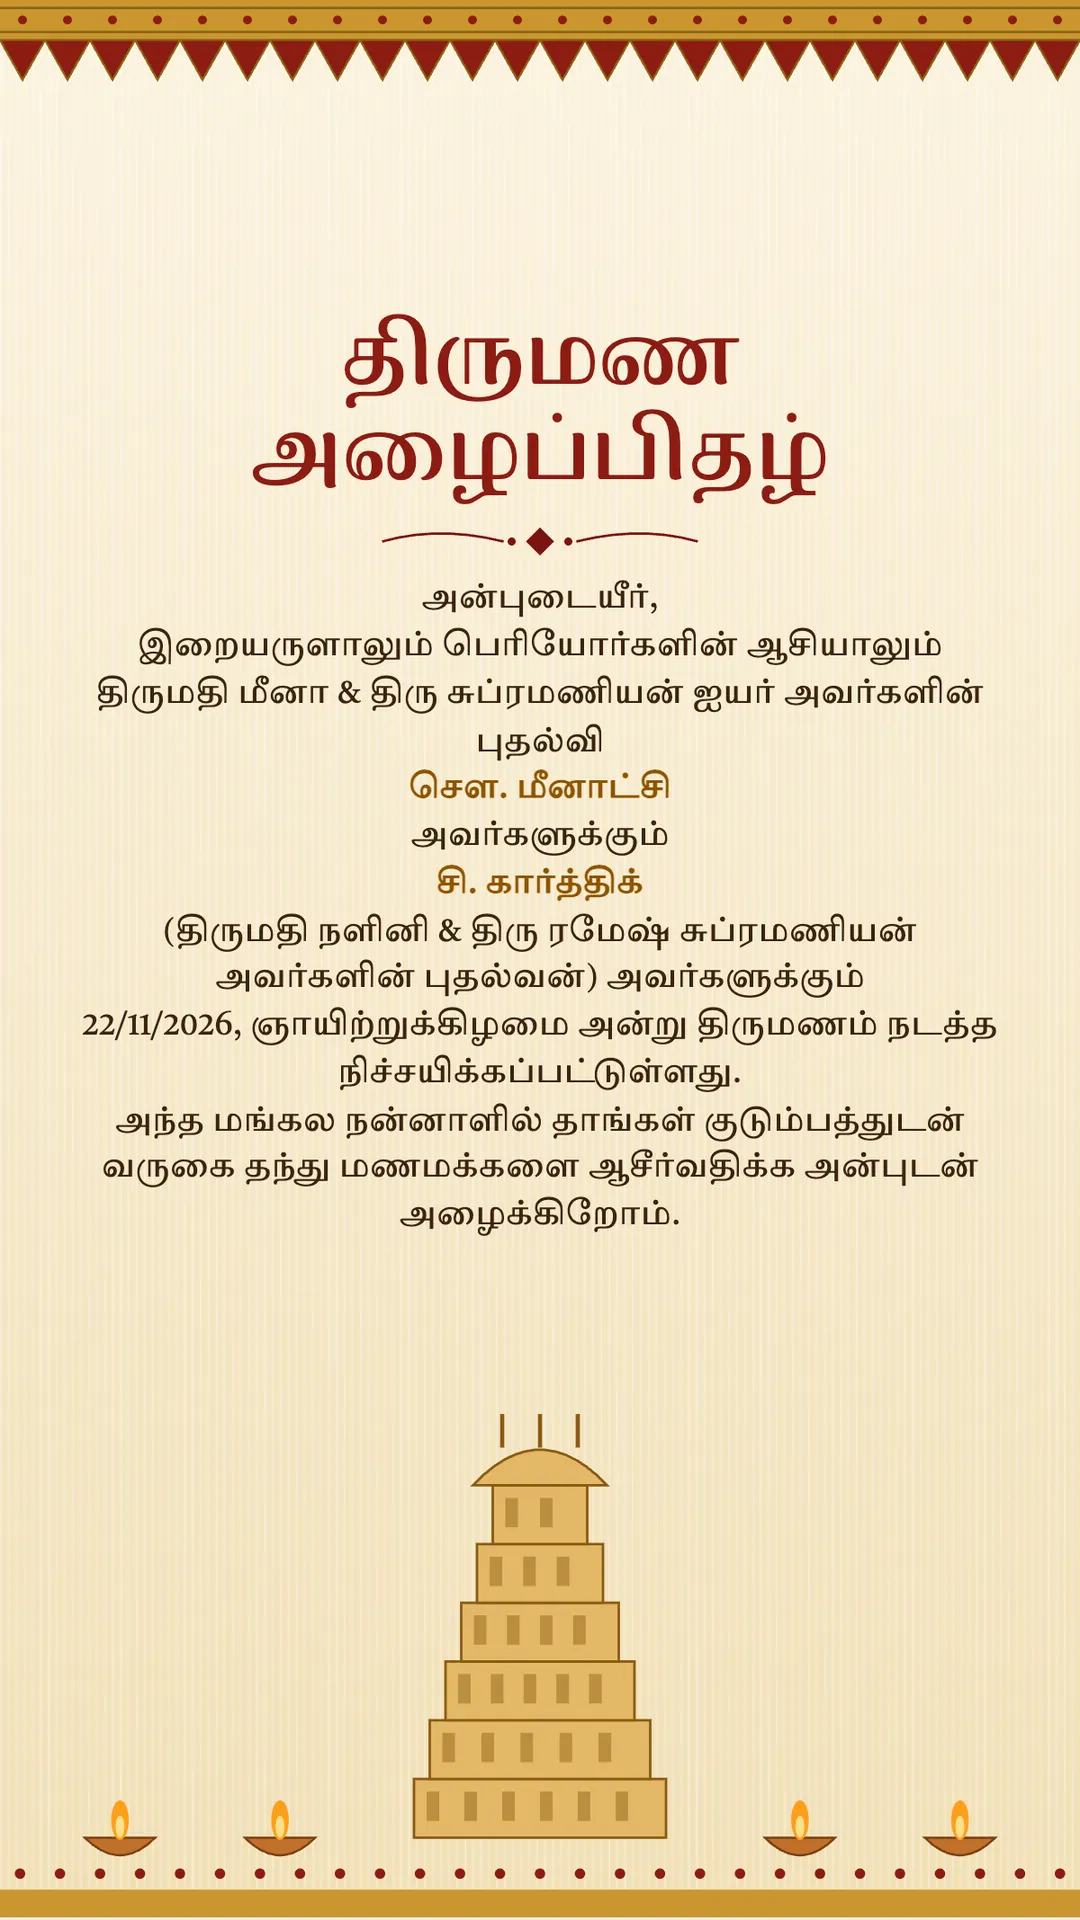 திருமண
அழைப்பிதழ்
அன்புடையீர்,
இறையருளாலும் பெரியோர்களின் ஆசியாலும்
திருமதி மீனா & திரு சுப்ரமணியன் ஐயர் அவர்களின்
புதல்வி
சௌ. மீனாட்சி
அவர்களுக்கும்
சி. கார்த்திக்
(திருமதி நளினி & திரு ரமேஷ் சுப்ரமணியன்
அவர்களின் புதல்வன்) அவர்களுக்கும்
22/11/2026, ஞாயிற்றுக்கிழமை அன்று திருமணம் நடத்த
நிச்சயிக்கப்பட்டுள்ளது.
அந்த மங்கல நன்னாளில் தாங்கள் குடும்பத்துடன்
வருகை தந்து மணமக்களை ஆசீர்வதிக்க அன்புடன்
அழைக்கிறோம்.